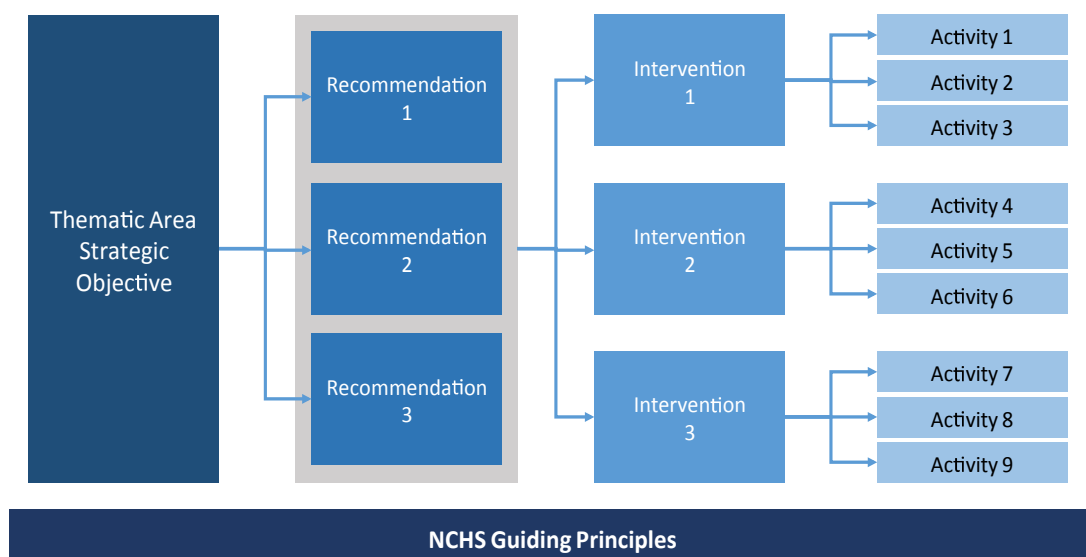 Thematic Area
Strategic
Objective
Recommendation
1
Recommendation
2
Recommendation
3
Intervention
1
Intervention
2
Intervention
3
Activity 1
Activity 2
Activity 3
Activity 4
Activity 5
Activity 6
Activity 7
Activity 8
Activity 9
NCHS Guiding Principles